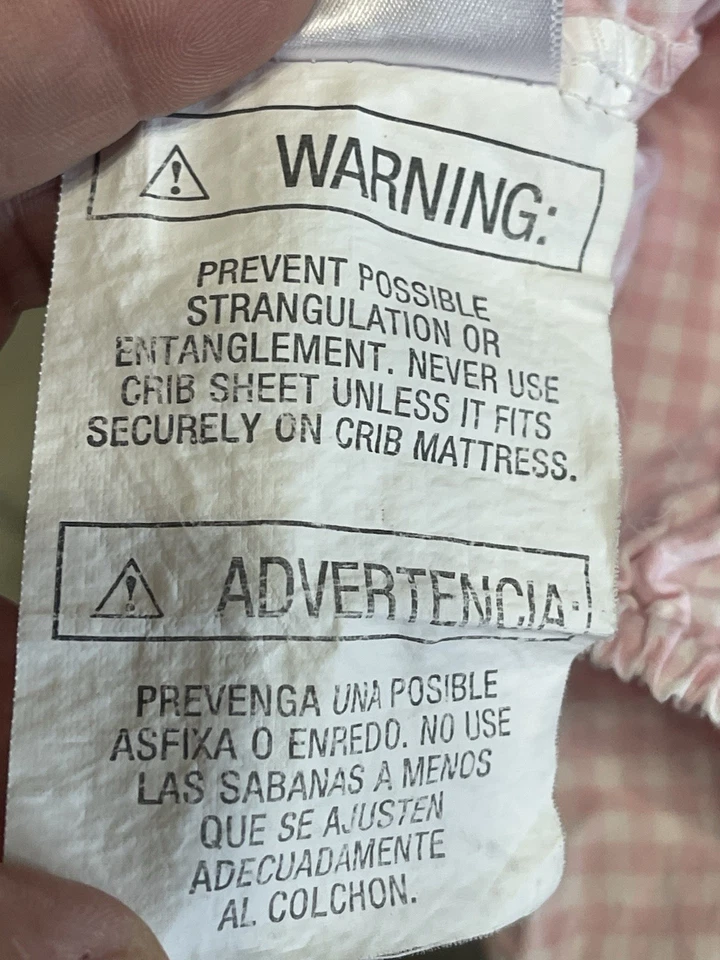 WARNING:
PREVENT POSSIBLE
STRANGULATION OR
ENTANGLEMENT. NEVER USE
CRIB SHEET UNLESS IT FITS
SECURELY ON CRIB MATTRESS.
ADVERTENCIA:
PREVENGA UNA POSIBLE
ASFIXA O ENREDO. NO USE
LAS SABANAS A MENOS
QUE SE AJUSTEN
ADECUADAMENTE
AL COLCHON.